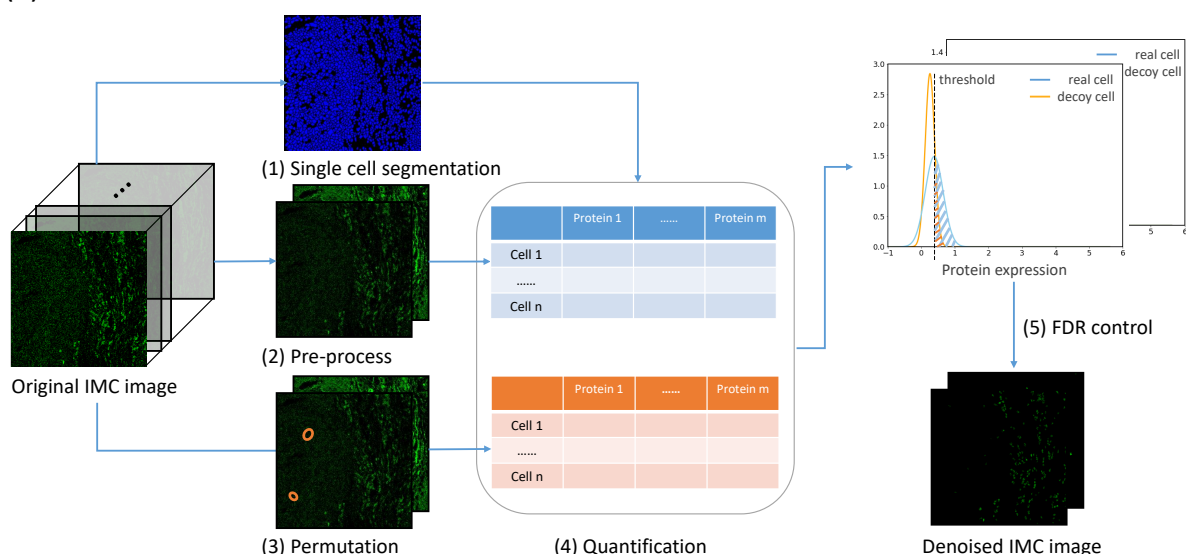 (1) Single cell segmentation
Original IMC image
(2) Pre-process
(3) Permutation
Protein 1 ...... Protein m
Cell 1
......
Cell n
Protein 1 ...... Protein m
Cell 1
......
Cell n
(4) Quantification
1.4
real cell
decoy cell
5 6
3.0
2.5
2.0
1.5
1.0
0.5
0.0
threshold
real cell
decoy cell
-1 0 1 2 3 4 5 6
Protein expression
(5) FDR control
Denoised IMC image